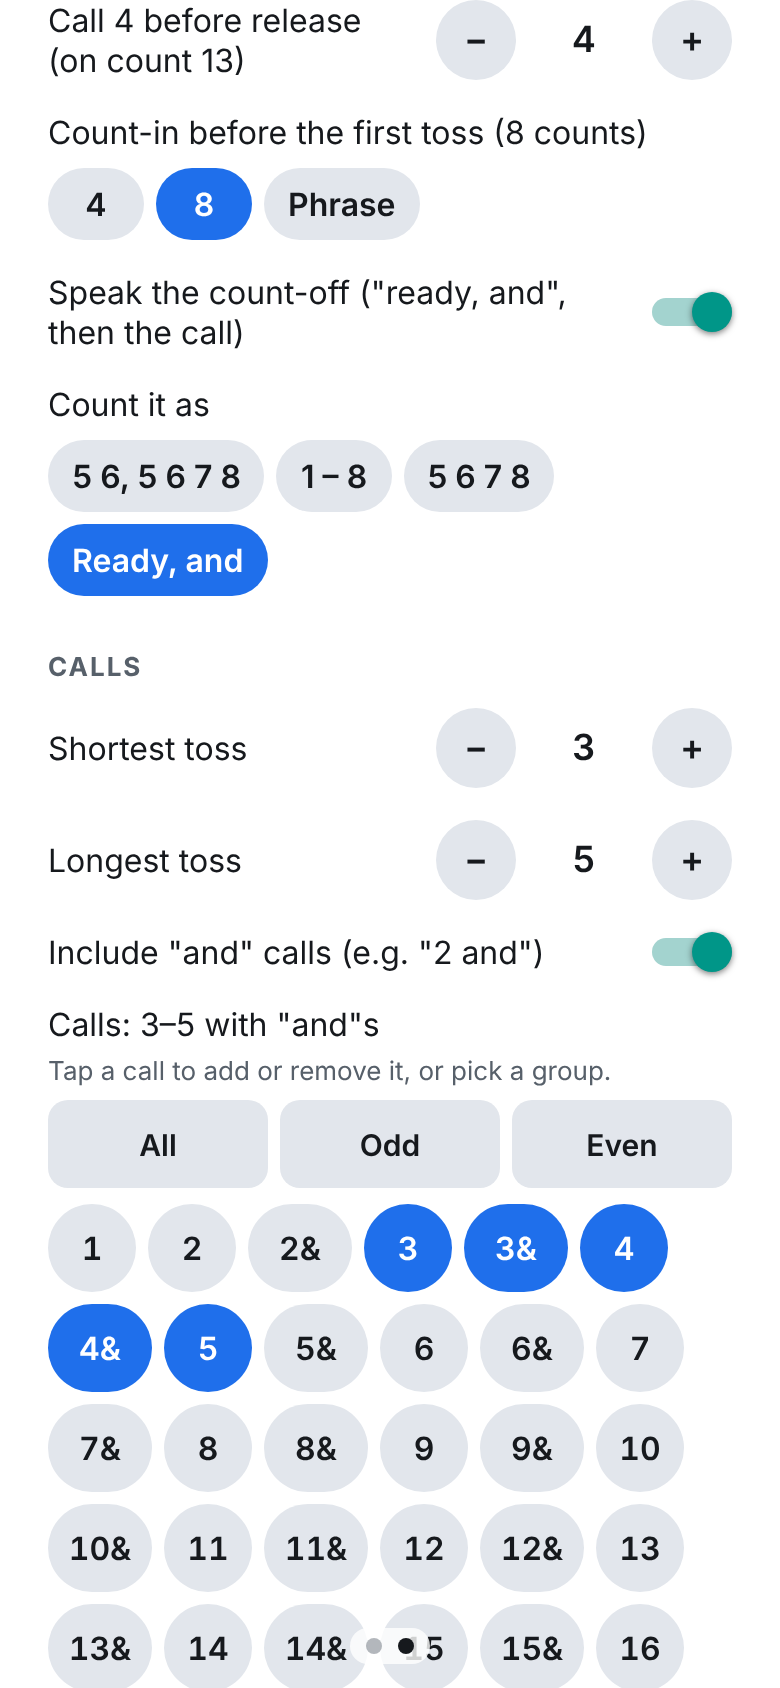 Call 4 before release
(on count 13)
– 4 +
Count-in before the first toss (8 counts)
4 8 Phrase
Speak the count-off ("ready, and",
then the call)
Count it as
5 6, 5 6 7 8 1 – 8 5 6 7 8
Ready, and
CALLS
Shortest toss – 3 +
Longest toss – 5 +
Include "and" calls (e.g. "2 and")
Calls: 3–5 with "and"s
Tap a call to add or remove it, or pick a group.
All Odd Even
1 2 2& 3 3& 4
4& 5 5& 6 6& 7
7& 8 8& 9 9& 10
10& 11 11& 12 12& 13
13& 14 14& 15 15& 16